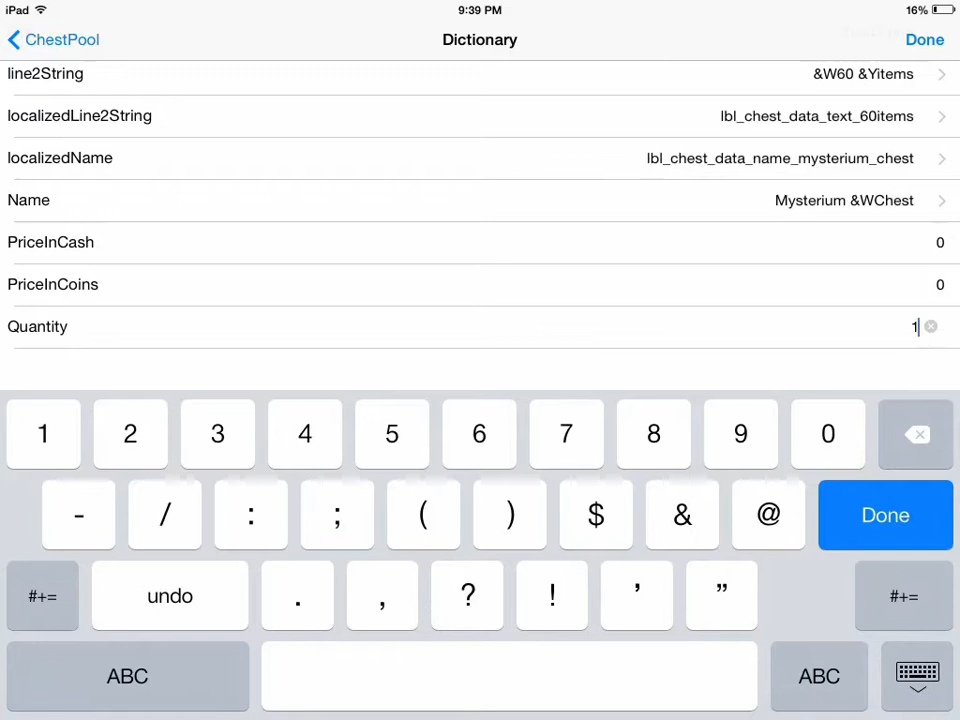 iPad 9:39 PM 16%
ChestPool Dictionary Done
line2String &W60 &Yitems
localizedLine2String lbl_chest_data_text_60items
localizedName lbl_chest_data_name_mysterium_chest
Name Mysterium &WChest
PriceInCash 0
PriceInCoins 0
Quantity 1
1 2 3 4 5 6 7 8 9 0
- / : ; ( ) $ & @ Done
#+= undo . , ? ! ’ ” #+=
ABC ABC